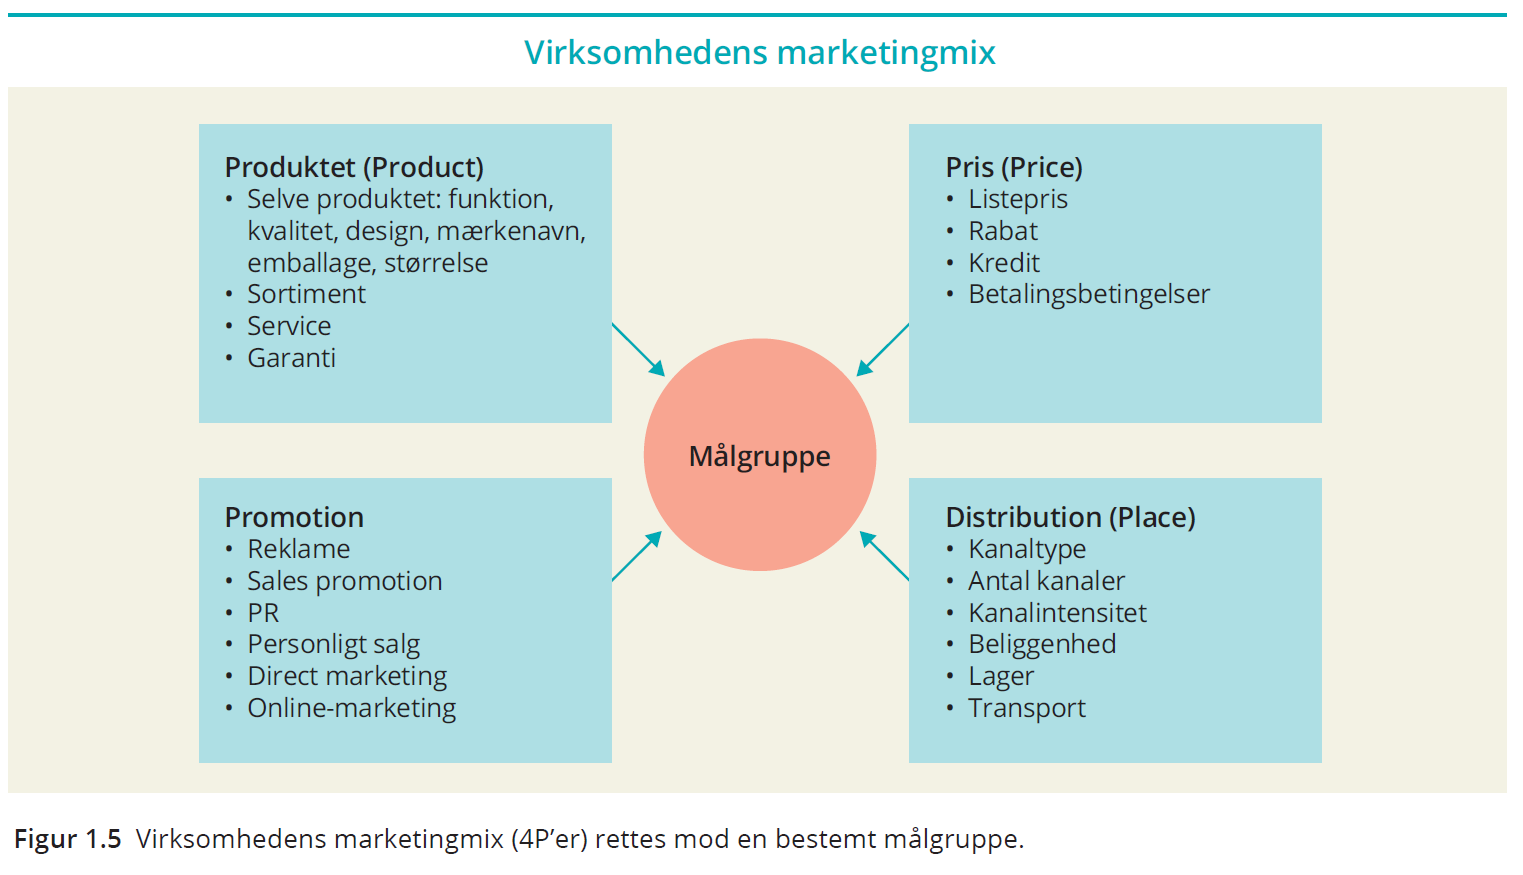 Virksomhedens marketingmix
Produktet (Product)
• Selve produktet: funktion,
kvalitet, design, mærkenavn,
emballage, størrelse
• Sortiment
• Service
• Garanti
Pris (Price)
• Listepris
• Rabat
• Kredit
• Betalingsbetingelser
Målgruppe
Promotion
• Reklame
• Sales promotion
• PR
• Personligt salg
• Direct marketing
• Online-marketing
Distribution (Place)
• Kanaltype
• Antal kanaler
• Kanalintensitet
• Beliggenhed
• Lager
• Transport
Figur 1.5 Virksomhedens marketingmix (4P’er) rettes mod en bestemt målgruppe.